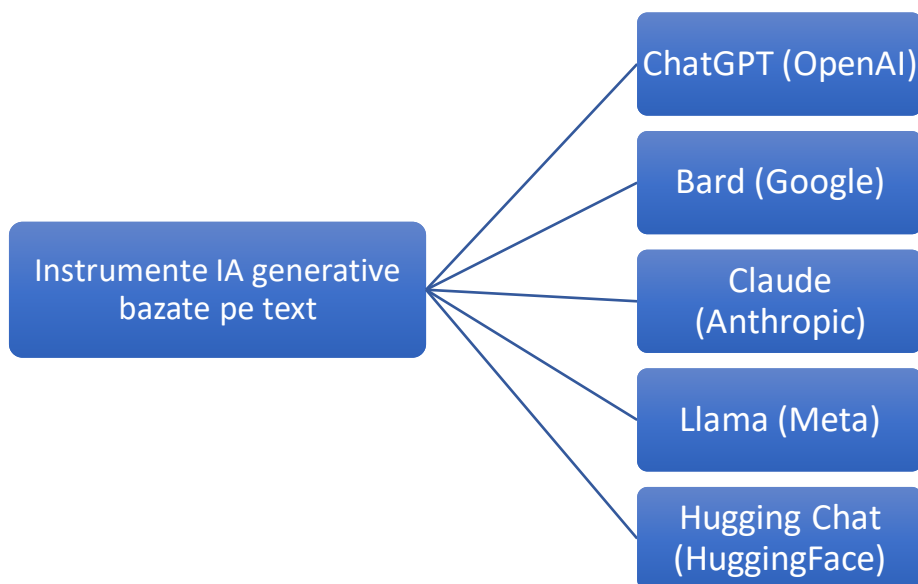 Instrumente IA generative
bazate pe text
ChatGPT (OpenAI)
Bard (Google)
Claude
(Anthropic)
Llama (Meta)
Hugging Chat
(HuggingFace)